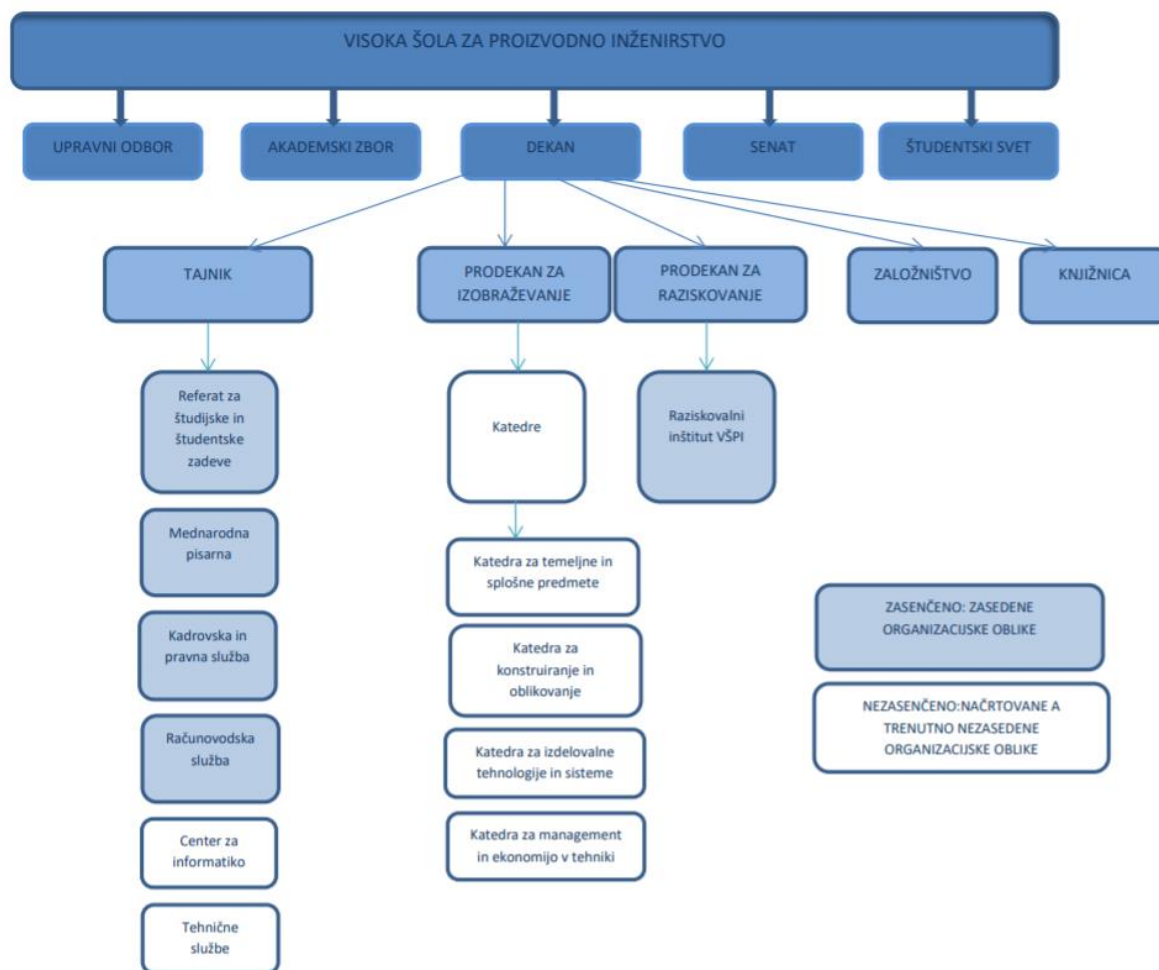 VISOKA ŠOLA ZA PROIZVODNO INŽENIRSTVO
UPRAVNI ODBOR
AKADEMSKI ZBOR
DEKAN
SENAT
ŠTUDENTSKI SVET
TAJNIK
PRODEKAN ZA
IZOBRAŽEVANJE
PRODEKAN ZA
RAZISKOVANJE
ZALOŽNIŠTVO
KNJIŽNICA
Referat za
študijske in
študentske
zadeve
Katedre
Raziskovalni
inštitut VŠPI
Mednarodna
pisarna
Kadrovska in
pravna služba
Računovodska
služba
Center za
informatiko
Tehnične
službe
Katedra za temeljne in
splošne predmete
Katedra za
konstruiranje in
oblikovanje
Katedra za izdelovalne
tehnologije in sisteme
Katedra za management
in ekonomijo v tehniki
ZASENČENO: ZASEDENE
ORGANIZACIJSKE OBLIKE
NEZASENČENO:NAČRTOVANE A
TRENUTNO NEZASEDENE
ORGANIZACIJSKE OBLIKE